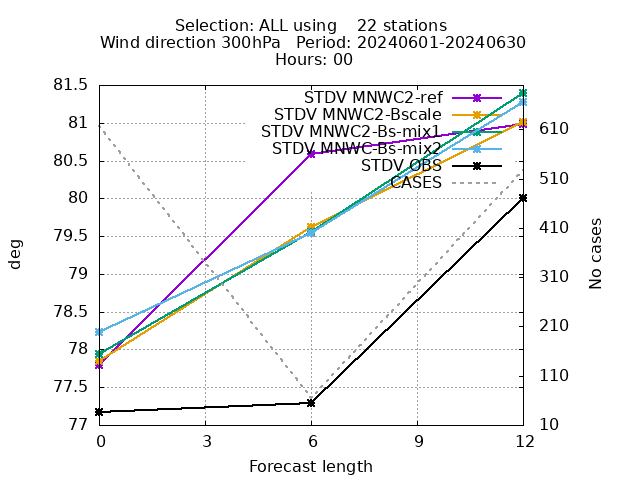 Selection: ALL using    22 stations
Wind direction 300hPa   Period: 20240601-20240630
Hours: 00
STDV MNWC2-ref
STDV MNWC2-Bscale
STDV MNWC2-Bs-mix1
STDV MNWC-Bs-mix2
STDV OBS
CASES
81.5
81
80.5
80
79.5
79
78.5
78
77.5
77
deg
610
510
410
310
210
110
10
No cases
0 3 6 9 12
Forecast length